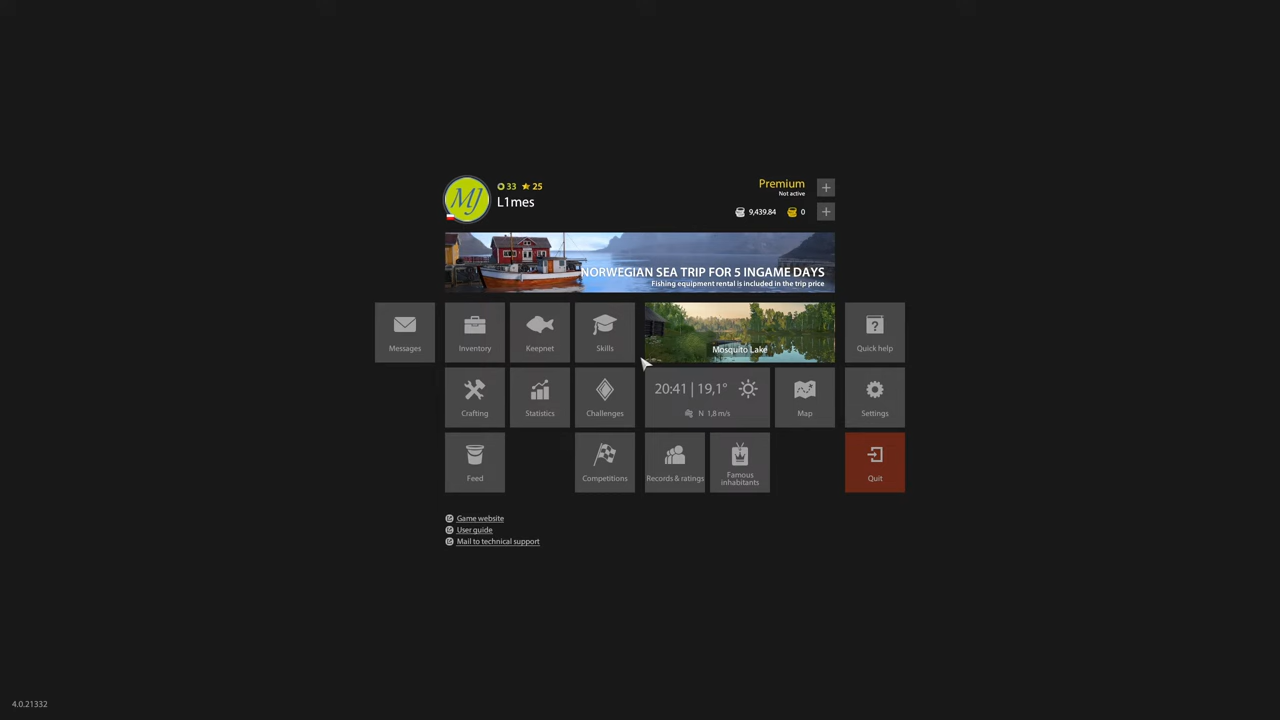 MJ
33 25
L1mes
Premium
Not active
9,439.84 0
NORWEGIAN SEA TRIP FOR 5 INGAME DAYS
Fishing equipment rental is included in the trip price
Messages
Inventory
Keepnet
Skills
Mosquito Lake
Quick help
Crafting
Statistics
Challenges
20:41 | 19,1°
N 1,8 m/s
Map
Settings
Feed
Competitions
Records & ratings
Famous
inhabitants
Quit
Game website
User guide
Mail to technical support
4.0.21332